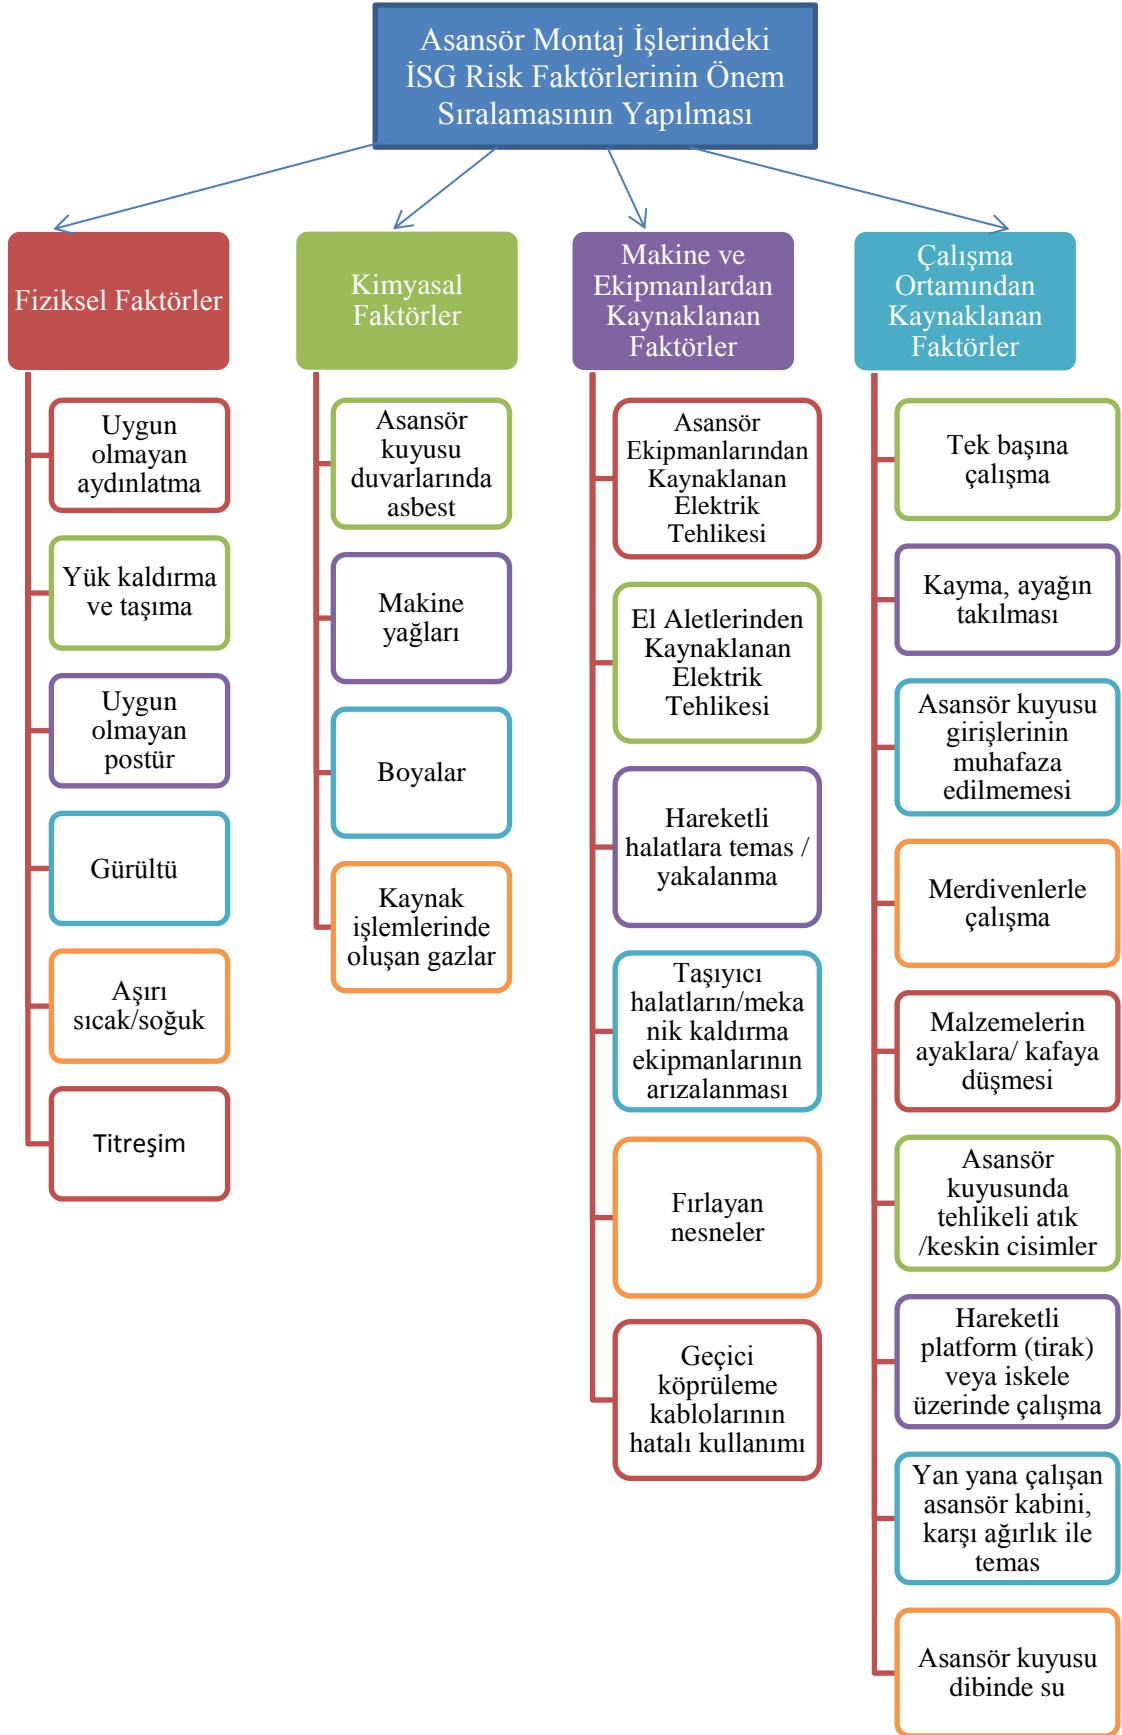 Asansör Montaj İşlerindeki
İSG Risk Faktörlerinin Önem
Sıralamasının Yapılması
Fiziksel Faktörler
Uygun
olmayan
aydınlatma
Yük kaldırma
ve taşıma
Uygun
olmayan
postür
Gürültü
Aşırı
sıcak/soğuk
Titreşim
Kimyasal
Faktörler
Asansör
kuyusu
duvarlarında
asbest
Makine
yağları
Boyalar
Kaynak
işlemlerinde
oluşan gazlar
Makine ve
Ekipmanlardan
Kaynaklanan
Faktörler
Asansör
Ekipmanlarından
Kaynaklanan
Elektrik
Tehlikesi
El Aletlerinden
Kaynaklanan
Elektrik
Tehlikesi
Hareketli
halatlara temas /
yakalanma
Taşıyıcı
halatların/meka
nik kaldırma
ekipmanlarının
arızalanması
Fırlayan
nesneler
Geçici
köprüleme
kablolarının
hatalı kullanımı
Çalışma
Ortamından
Kaynaklanan
Faktörler
Tek başına
çalışma
Kayma, ayağın
takılması
Asansör kuyusu
girişlerinin
muhafaza
edilmemesi
Merdivenlerle
çalışma
Malzemelerin
ayaklara/ kafaya
düşmesi
Asansör
kuyusunda
tehlikeli atık
/keskin cisimler
Hareketli
platform (tirak)
veya iskele
üzerinde çalışma
Yan yana çalışan
asansör kabini,
karşı ağırlık ile
temas
Asansör kuyusu
dibinde su